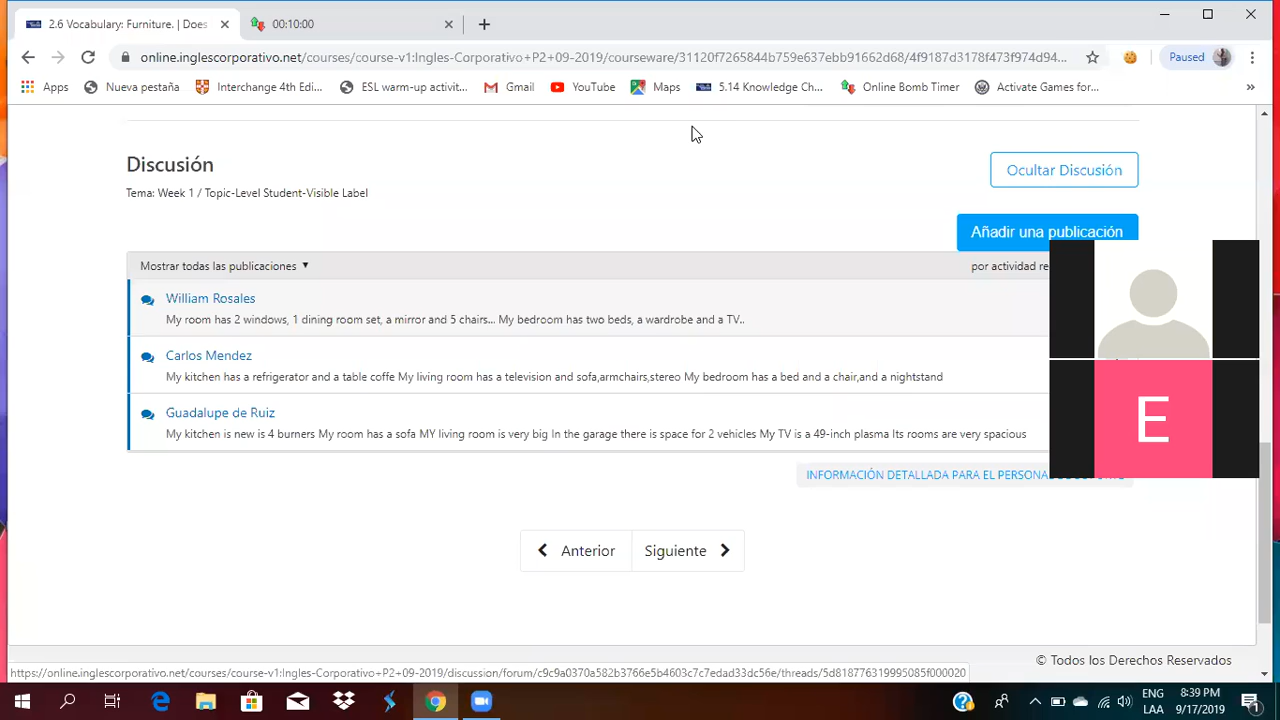 2.6 Vocabulary: Furniture. | Does
00:10:00
online.inglescorporativo.net/courses/course-v1:Ingles-Corporativo+P2+09-2019/courseware/31120f7265844b759e637ebb91662d68/4f9187d3178f473f974d94...
Paused
Apps
Nueva pestaña
Interchange 4th Edi...
ESL warm-up activit...
Gmail
YouTube
Maps
5.14 Knowledge Ch...
Online Bomb Timer
Activate Games for...
Discusión
Ocultar Discusión
Tema: Week 1 / Topic-Level Student-Visible Label
Añadir una publicación
Mostrar todas las publicaciones
por actividad
William Rosales
My room has 2 windows, 1 dining room set, a mirror and 5 chairs... My bedroom has two beds, a wardrobe and a TV..
Carlos Mendez
My kitchen has a refrigerator and a table coffe My living room has a television and sofa,armchairs,stereo My bedroom has a bed and a chair,and a nightstand
Guadalupe de Ruiz
My kitchen is new is 4 burners My room has a sofa MY living room is very big In the garage there is space for 2 vehicles My TV is a 49-inch plasma Its rooms are very spacious
E
INFORMACIÓN DETALLADA PARA EL
Anterior
Siguiente
© Todos los Derechos Reservados
https://online.inglescorporativo.net/courses/course-v1:Ingles-Corporativo+P2+09-2019/discussion/forum/c9c9a0370a582b3766e5b4603c7c7edad33dc56e/threads/5d818776319995085f000020
ENG
8:39 PM
LAA
9/17/2019
1